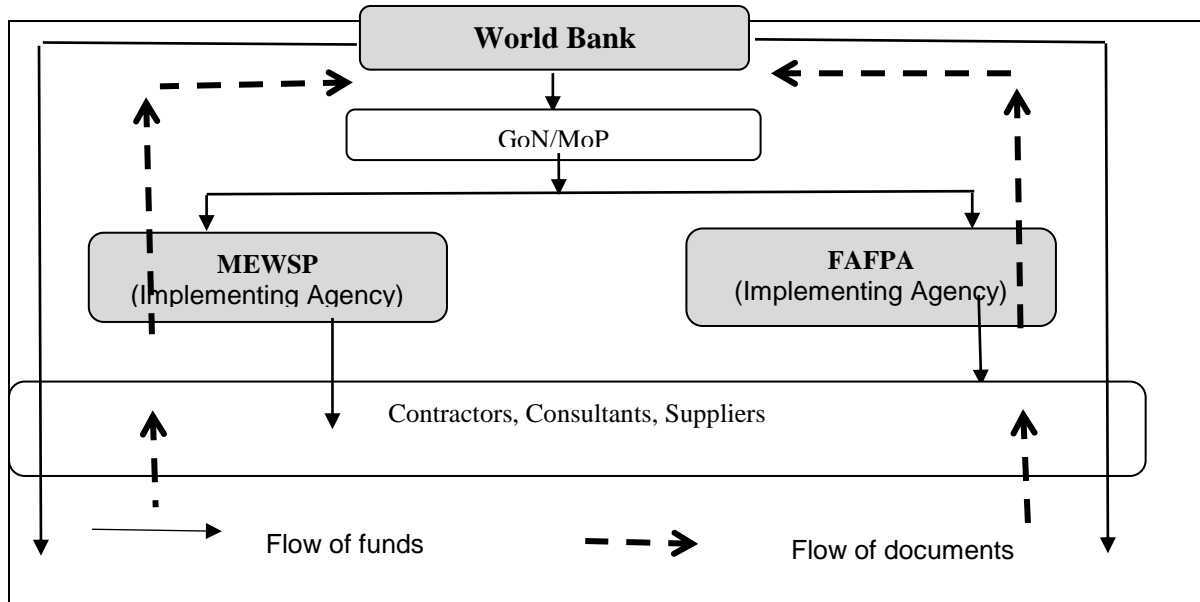 World Bank
GoN/MoP
MEWSP
(Implementing Agency)
FAFPA
(Implementing Agency)
Contractors, Consultants, Suppliers
Flow of funds
Flow of documents